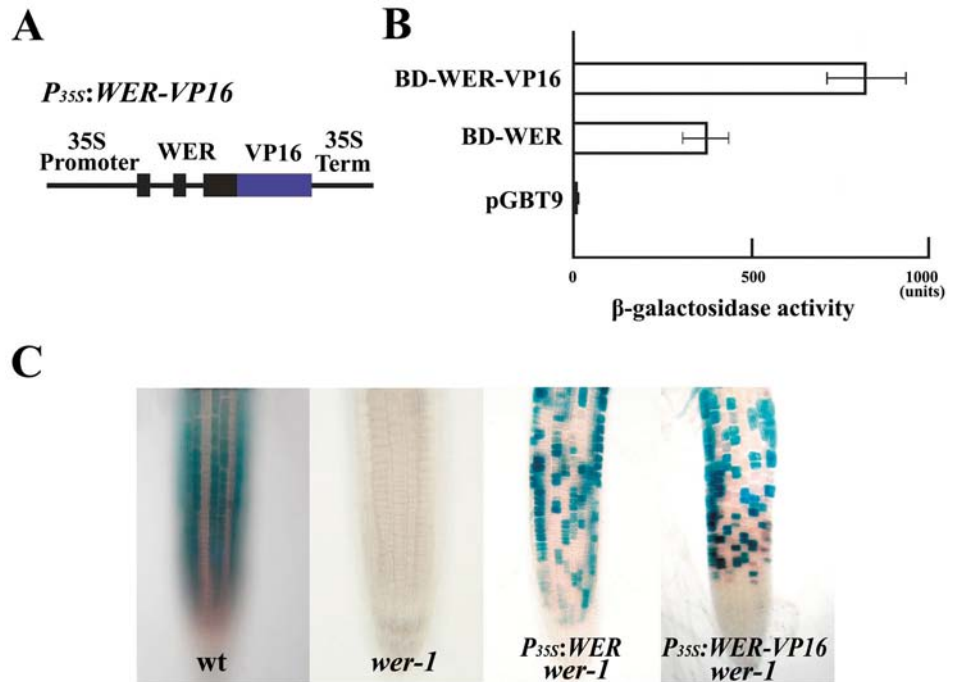 A
P35S:WER-VP16
35S
Promoter
WER
VP16
35S
Term
B
BD-WER-VP16
BD-WER
pGBT9
0
500
1000
(units)
β-galactosidase activity
C
wt
wer-1
P35S:WER
wer-1
P35S:WER-VP16
wer-1